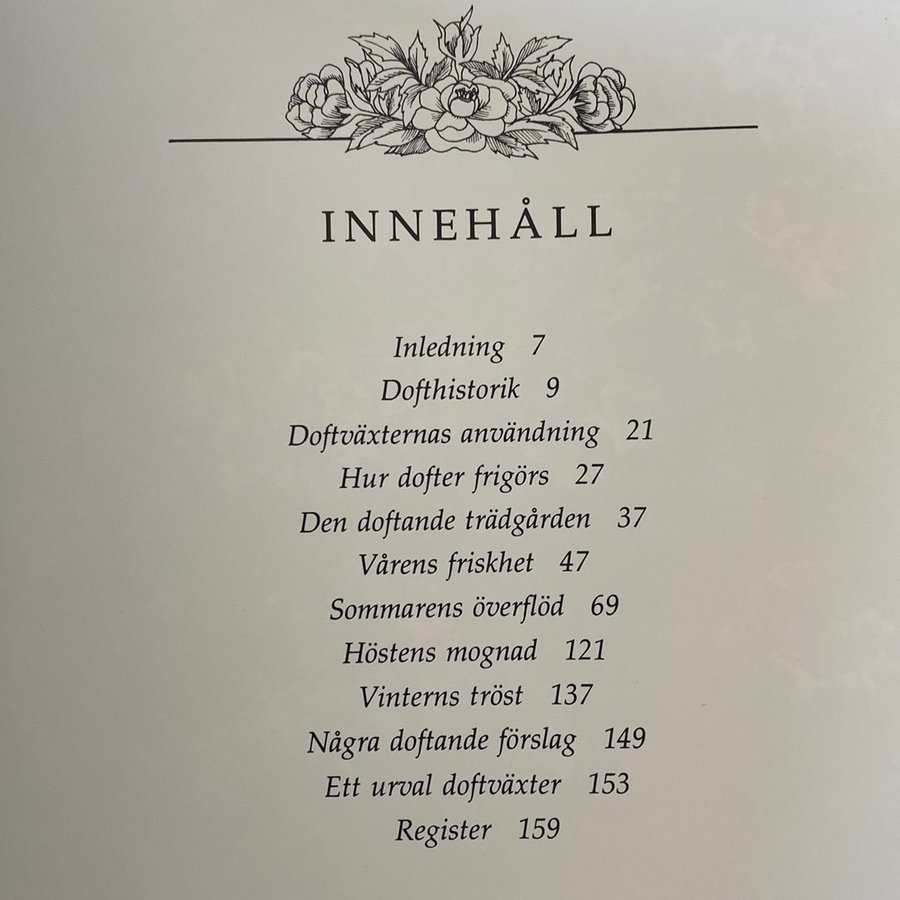 INNEHÅLL
Inledning 7
Dofthistorik 9
Doftväxternas användning 21
Hur dofter frigörs 27
Den doftande trädgården 37
Vårens friskhet 47
Sommarens överflöd 69
Höstens mognad 121
Vinterns tröst 137
Några doftande förslag 149
Ett urval doftväxter 153
Register 159